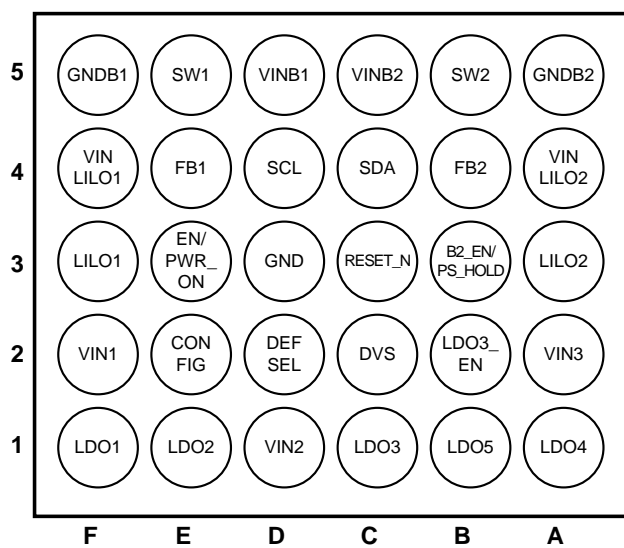 5 GNDB1 SW1 VINB1 VINB2 SW2 GNDB2
4 VIN LILO1 FB1 SCL SDA FB2 VIN LILO2
3 LILO1 EN/ PWR_ ON GND RESET_N B2_EN/ PS_HOLD LILO2
2 VIN1 CON FIG DEF SEL DVS LDO3_ EN VIN3
1 LDO1 LDO2 VIN2 LDO3 LDO5 LDO4
F E D C B A